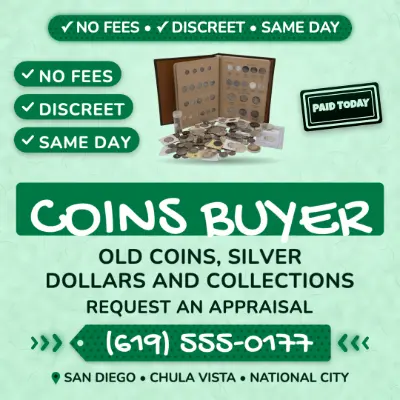 ✓ NO FEES • ✓ DISCREET • SAME DAY
✓ NO FEES
✓ DISCREET
✓ SAME DAY
PAID TODAY
COINS BUYER
OLD COINS, SILVER
DOLLARS AND COLLECTIONS
REQUEST AN APPRAISAL
(619) 555-0177
SAN DIEGO • CHULA VISTA • NATIONAL CITY